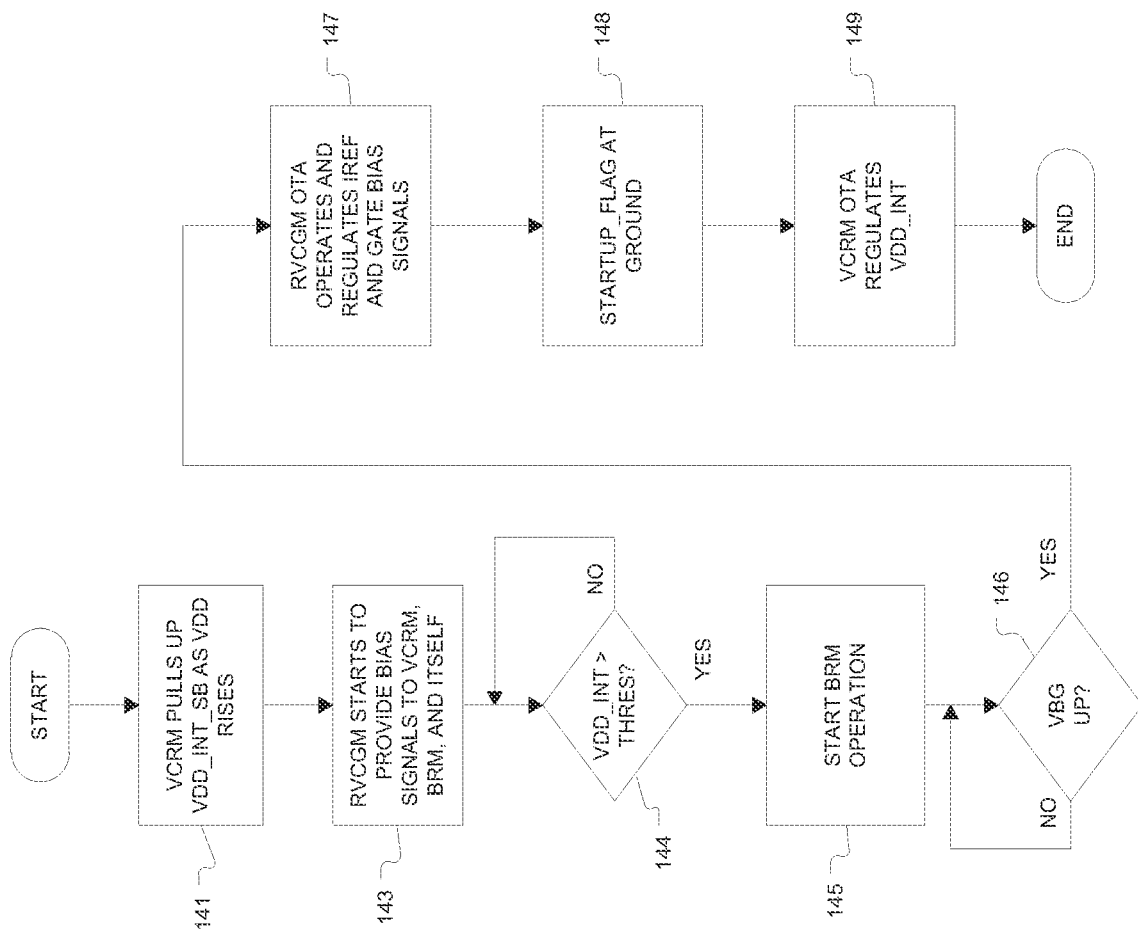 START
VCRM PULLS UP
VDD_INT_SB AS VDD
RISES
141
RVCGM STARTS TO
PROVIDE BIAS
SIGNALS TO VCRM,
BRM, AND ITSELF
143
VDD_INT >
THRES?
NO
144
YES
START BRM
OPERATION
145
VBG
UP?
146
NO
YES
RVCGM OTA
OPERATES AND
REGULATES IREF
AND GATE BIAS
SIGNALS
147
STARTUP_FLAG AT
GROUND
148
VCRM OTA
REGULATES
VDD_INT
149
END